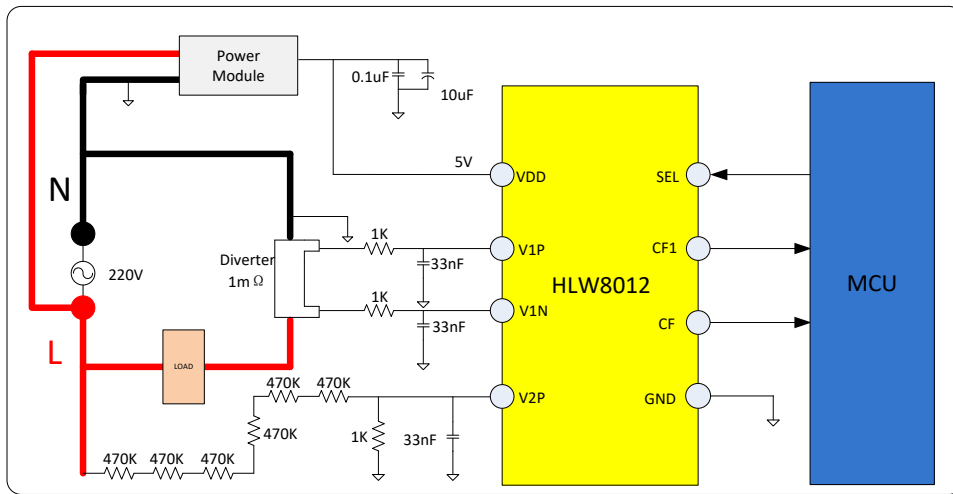 Power
Module
0.1uF
10uF
N
5V
VDD
SEL
1K
Diverter
1mΩ
33nF
V1P
CF1
220V
HLW8012
MCU
1K
33nF
V1N
CF
L
LOAD
470K
470K
V2P
GND
470K
1K
33nF
470K
470K
470K